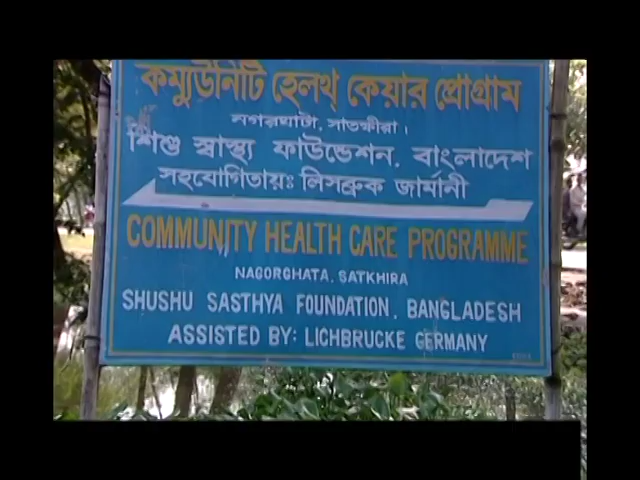 কম্যুউনিটি হেলথ্ কেয়ার প্রোগ্রাম
নগরঘাটা, সাতক্ষীরা।
শিশু স্বাস্থ্য ফাউন্ডেশন, বাংলাদেশ
সহযোগিতায়ঃ লিসব্রুক জার্মানী
COMMUNITY HEALTH CARE PROGRAMME
NAGORGHATA, SATKHIRA
SHUSHU SASTHYA FOUNDATION, BANGLADESH
ASSISTED BY: LICHBRUCKE GERMANY